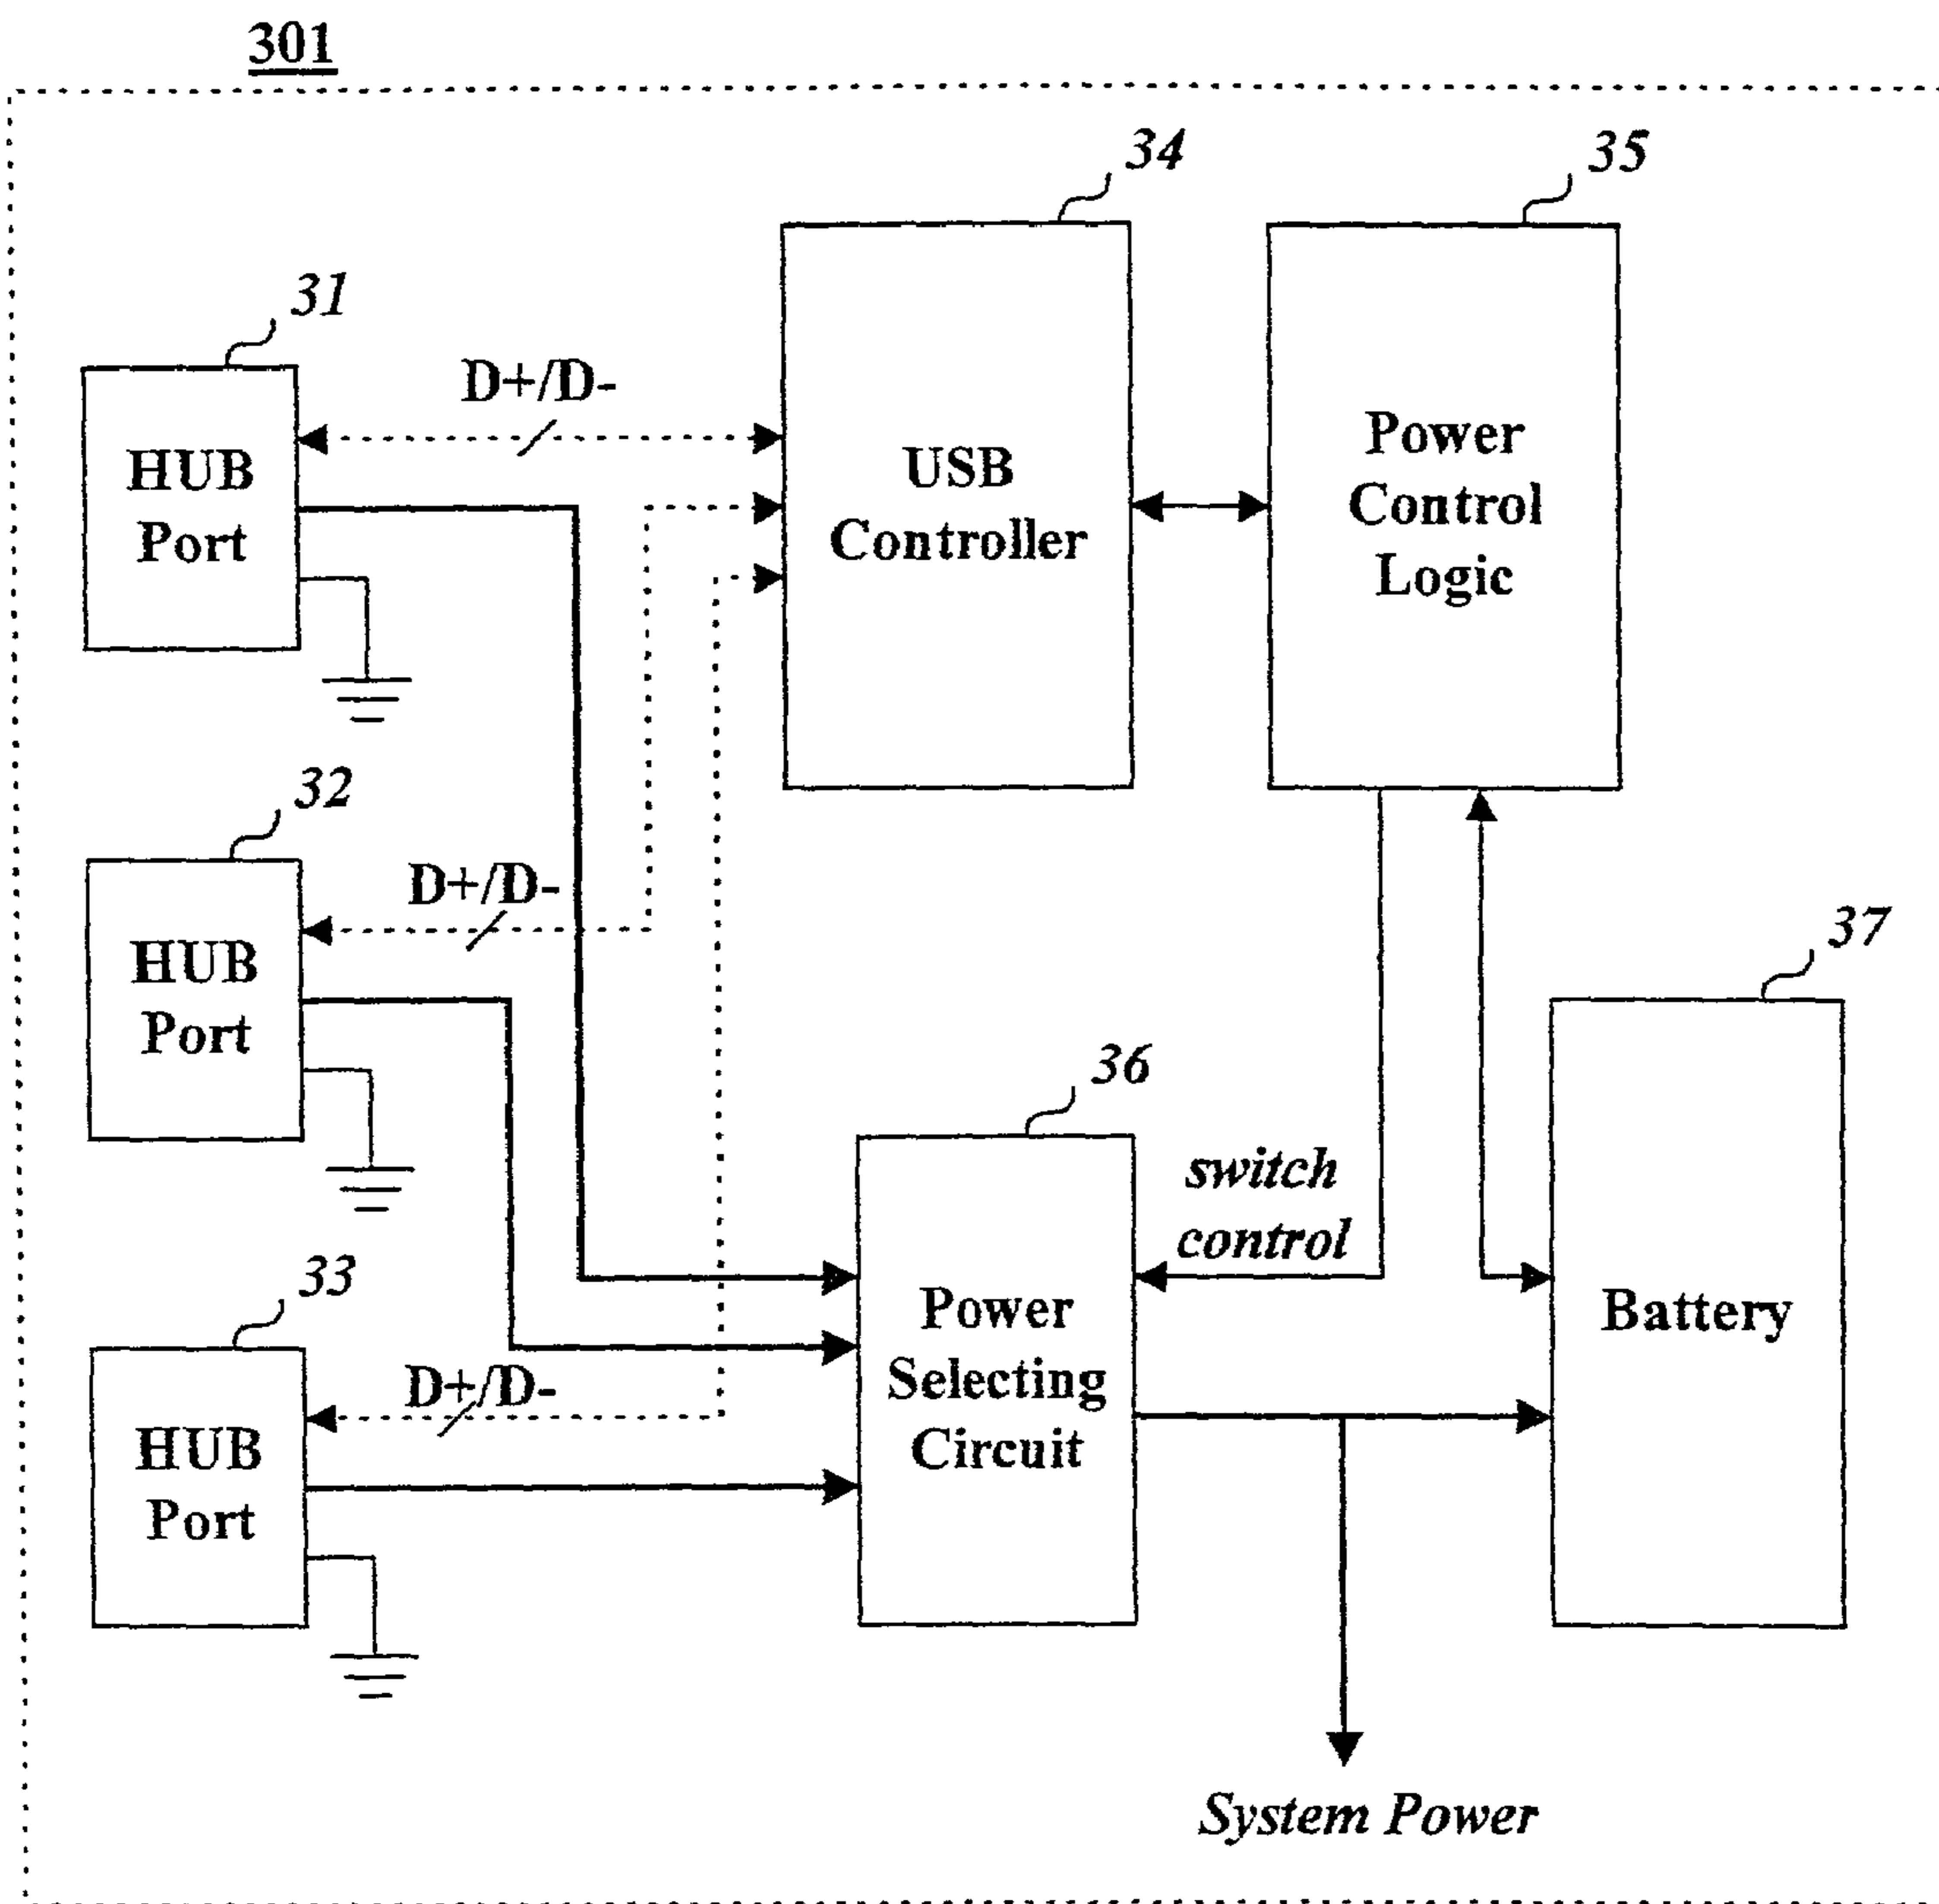 301
34
35
31
D+/D-
HUB
Port
USB
Controller
Power
Control
Logic
32
D+/D-
HUB
Port
37
36
switch
control
33
Power
Selecting
Circuit
Battery
D+/D-
HUB
Port
System Power